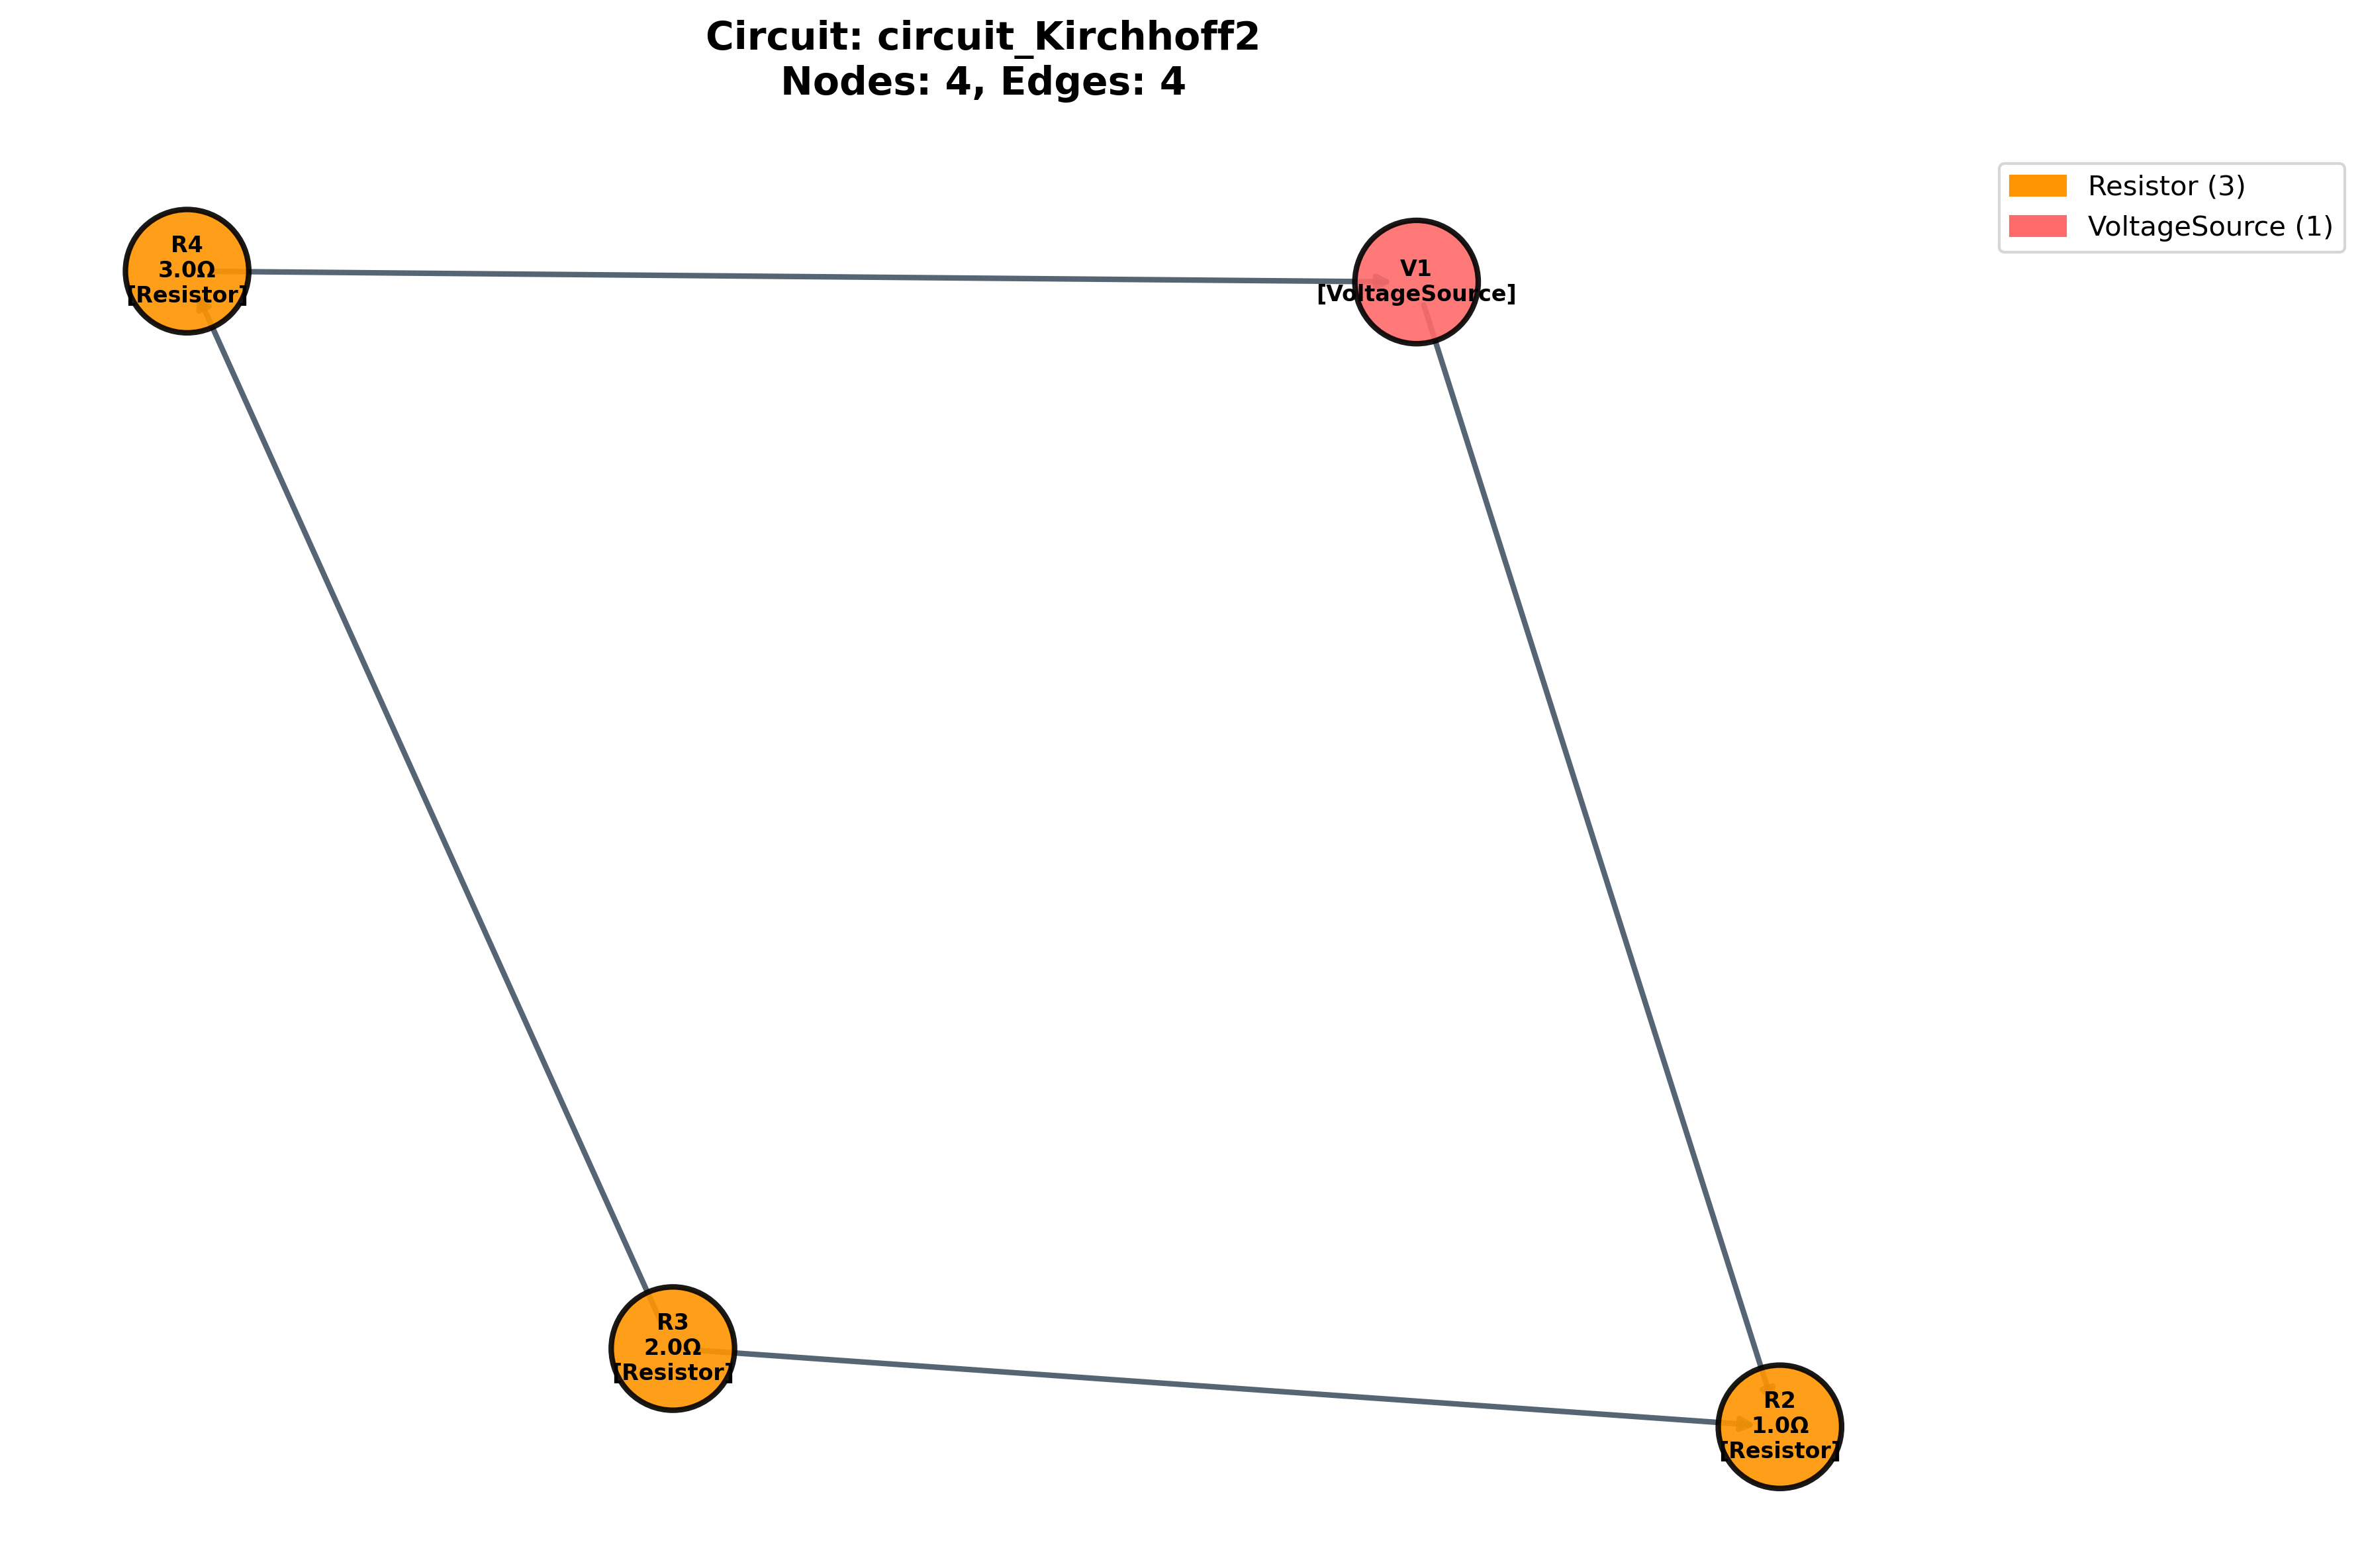 Circuit: circuit_Kirchhoff2
Nodes: 4, Edges: 4
Resistor (3)
VoltageSource (1)
R4
3.0Ω
[Resistor]
V1
[VoltageSource]
R3
2.0Ω
[Resistor]
R2
1.0Ω
[Resistor]